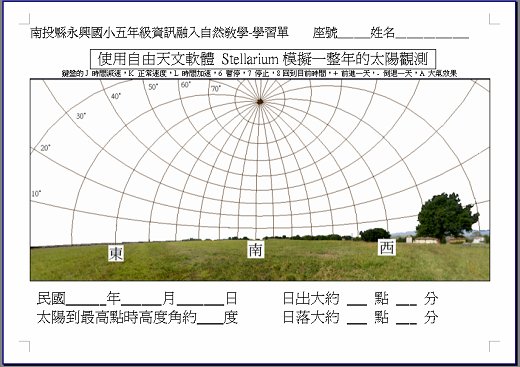 南投縣永興國小五年級資訊融入自然教學-學習單 座號____姓名__________
使用自由天文軟體 Stellarium 模擬一整年的太陽觀測
鍵盤的 J 時間減速,K 正常速度,L 時間加速,6 暫停,7 停止,8 回到目前時間,+ 前進一天,- 倒退一天,A 大氣效果
70°
60°
50°
40°
30°
20°
10°
東
南
西
民國_____年_____月______日 日出大約 ___ 點 ___ 分
太陽到最高點時高度角約____度 日落大約 ___ 點 ___ 分